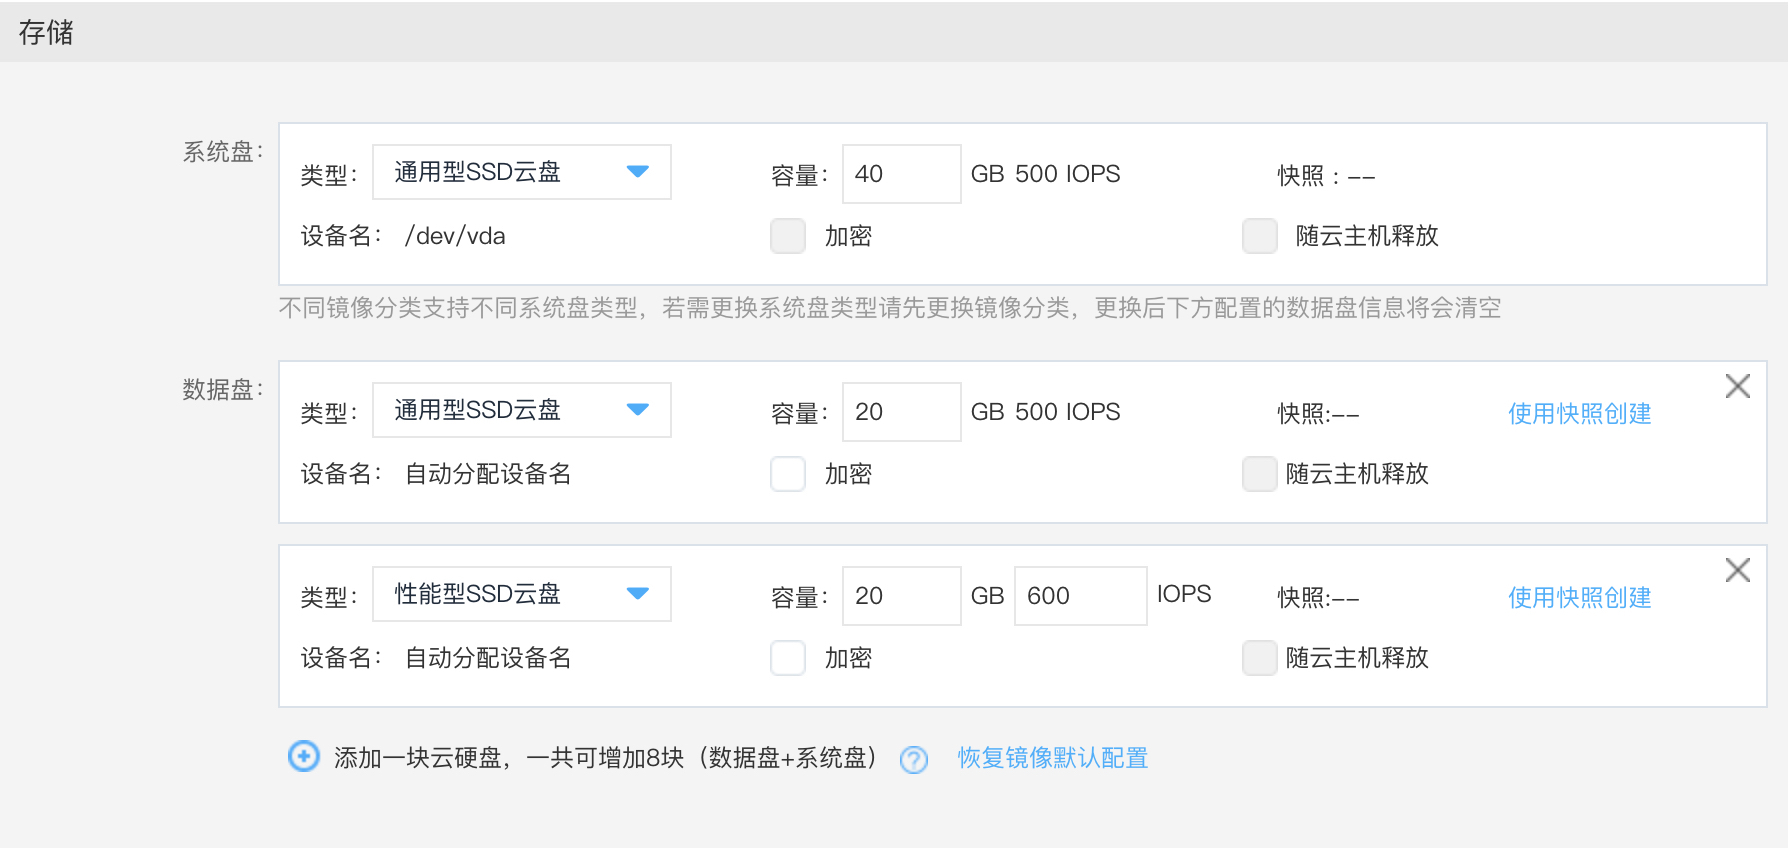 存储
系统盘：
类型： 通用型SSD云盘 容量： 40 GB 500 IOPS 快照 : --
设备名： /dev/vda 加密 随云主机释放
不同镜像分类支持不同系统盘类型，若需更换系统盘类型请先更换镜像分类，更换后下方配置的数据盘信息将会清空
数据盘：
类型： 通用型SSD云盘 容量： 20 GB 500 IOPS 快照:-- 使用快照创建
设备名： 自动分配设备名 加密 随云主机释放
类型： 性能型SSD云盘 容量： 20 GB 600 IOPS 快照:-- 使用快照创建
设备名： 自动分配设备名 加密 随云主机释放
添加一块云硬盘，一共可增加8块（数据盘+系统盘） ? 恢复镜像默认配置